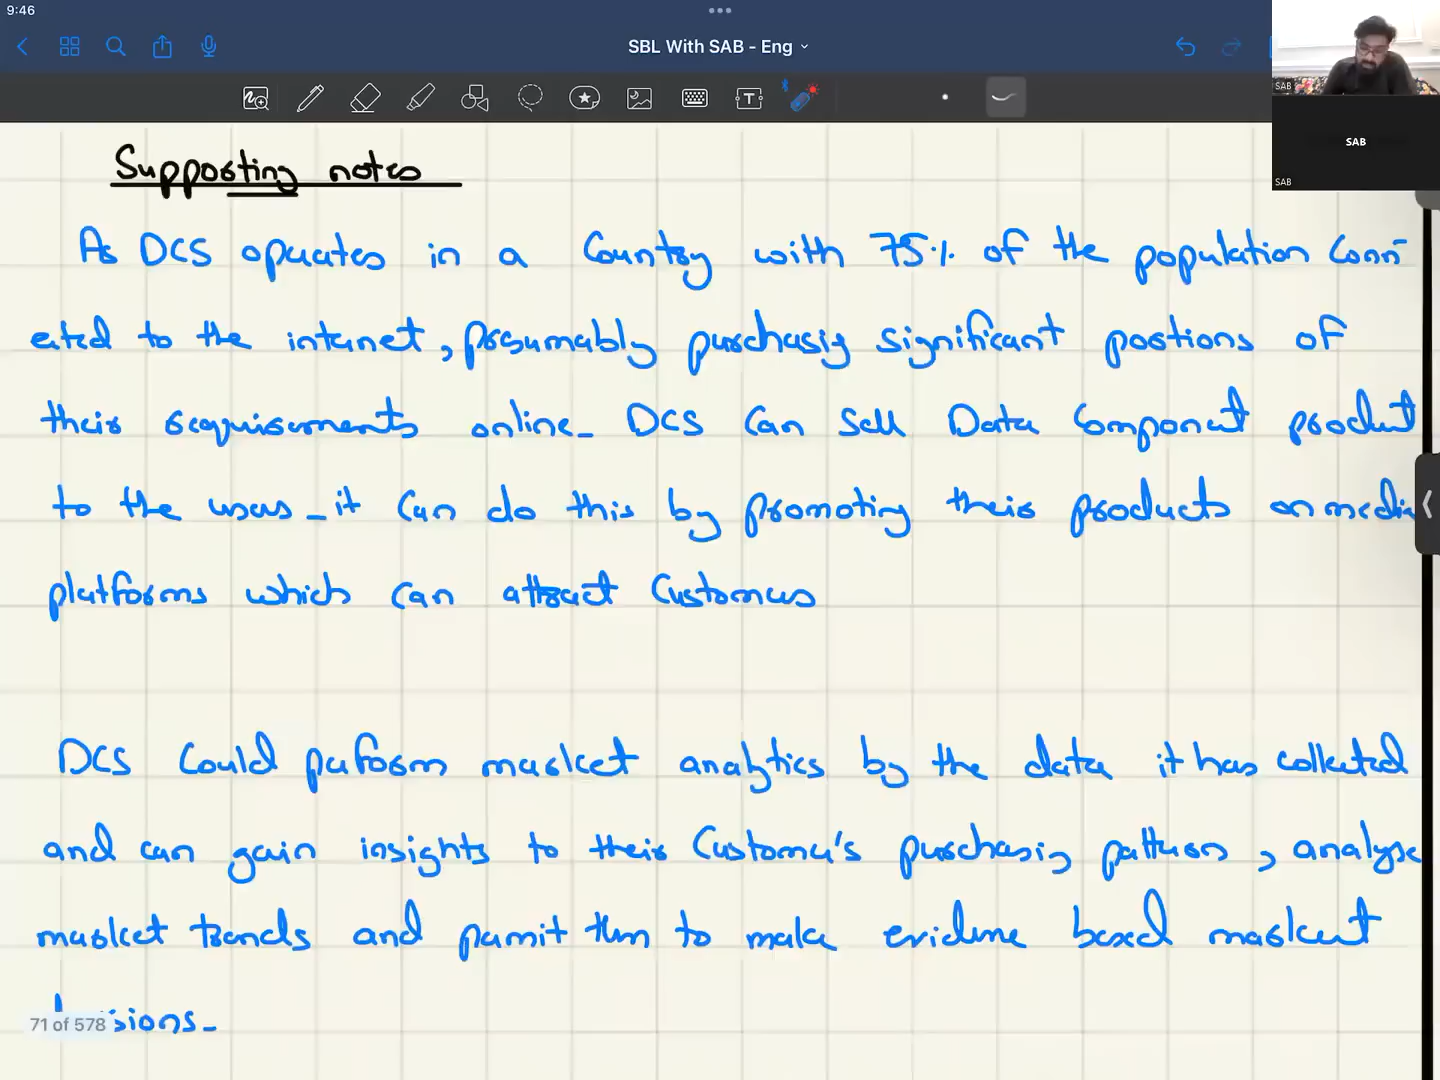 9:46
SBL With SAB - Eng
SAB
SAB
SAB
Supporting notes
As DCS operates in a Country with 75% of the population Conn-
ected to the internet, presumably purchasing significant portions of
their requirements online. DCS Can Sell Data Component product
to the users. it can do this by promoting their products on media
platforms which can attract Customers
DCS Could perform market analytics by the data it has collected
and can gain insights to their Customer's purchasing pattern, analyse
market trends and permit them to make evidence based market
71 of 578